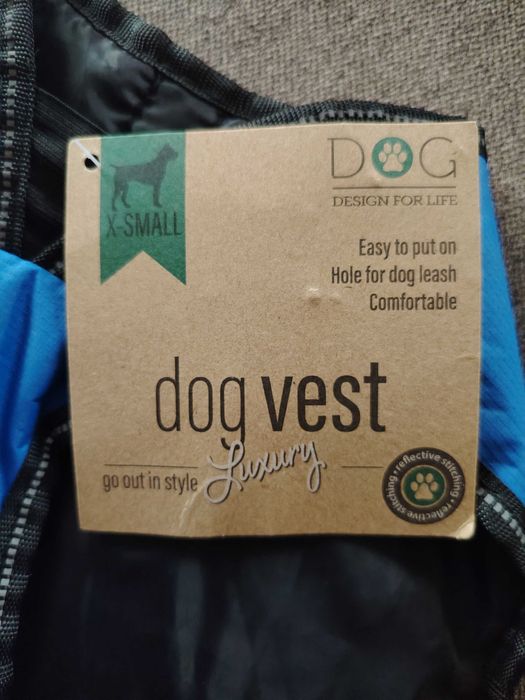 X-SMALL
DOG
DESIGN FOR LIFE
Easy to put on
Hole for dog leash
Comfortable
dog vest
go out in style Luxury
reflective stitching • reflective stitching •